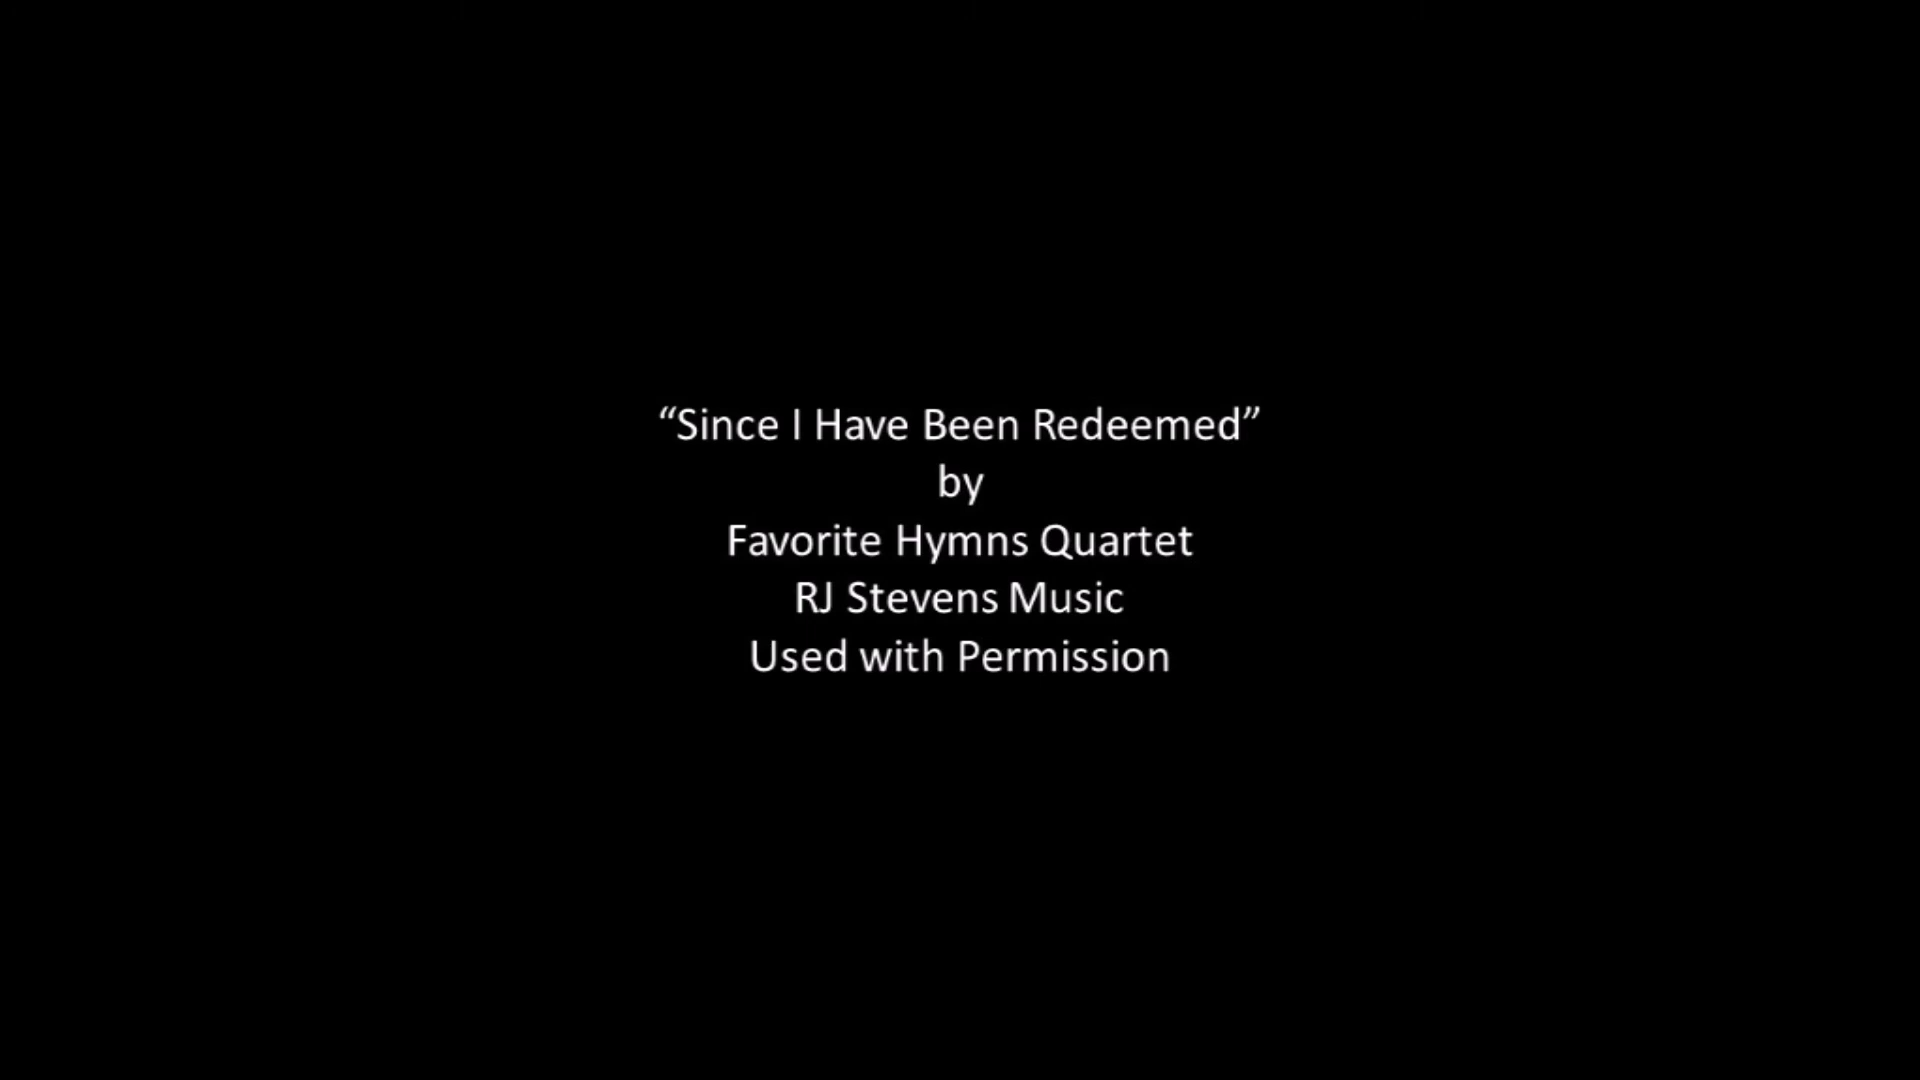 “Since I Have Been Redeemed”
by
Favorite Hymns Quartet
RJ Stevens Music
Used with Permission